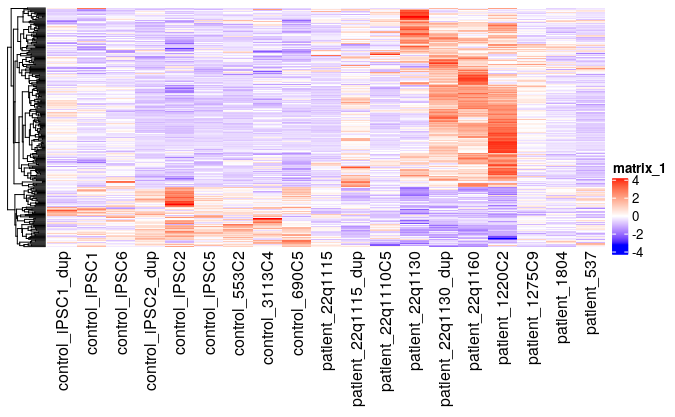 matrix_1
4
2
0
-2
-4
control_IPSC1_dup
control_IPSC1
control_IPSC6
control_IPSC2_dup
control_IPSC2
control_IPSC5
control_553C2
control_3113C4
control_690C5
patient_22q1115
patient_22q1115_dup
patient_22q1110C5
patient_22q1130
patient_22q1130_dup
patient_22q1160
patient_1220C2
patient_1275C9
patient_1804
patient_537